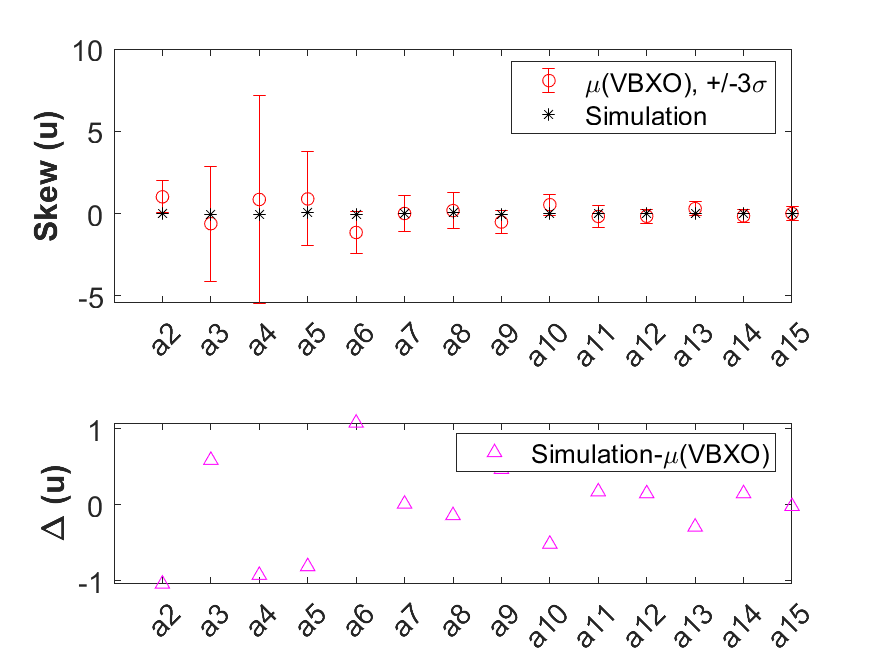 10
5
0
-5
Skew (u)
μ(VBXO), +/-3σ
Simulation
a2 a3 a4 a5 a6 a7 a8 a9 a10 a11 a12 a13 a14 a15
1
0
-1
Δ (u)
Simulation-μ(VBXO)
a2 a3 a4 a5 a6 a7 a8 a9 a10 a11 a12 a13 a14 a15